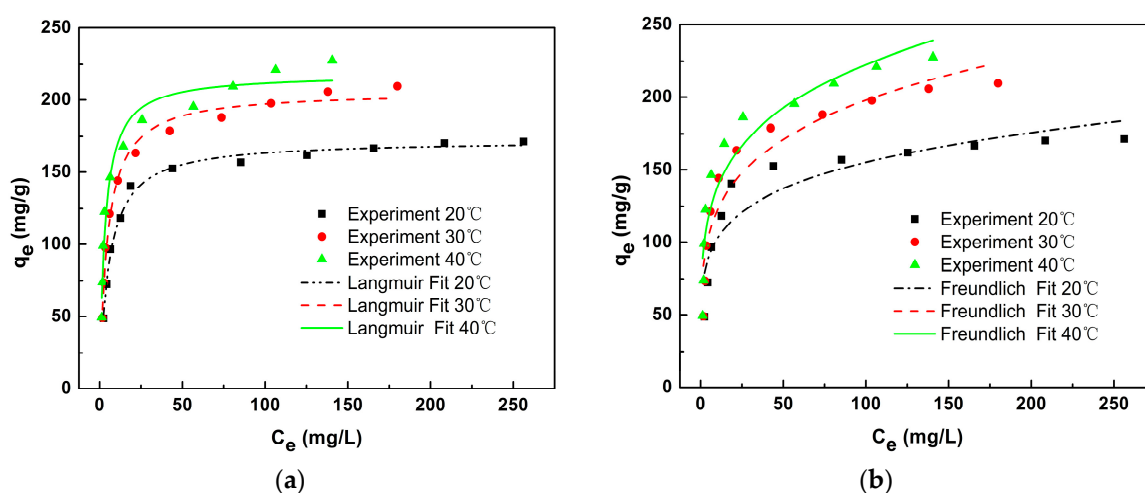 250
200
150
100
50
0
qe (mg/g)
Experiment 20℃
Experiment 30℃
Experiment 40℃
Langmuir Fit 20℃
Langmuir Fit 30℃
Langmuir Fit 40℃
0 50 100 150 200 250
Ce (mg/L)
(a)
250
200
150
100
50
0
qe (mg/g)
Experiment 20℃
Experiment 30℃
Experiment 40℃
Freundlich Fit 20℃
Freundlich Fit 30℃
Freundlich Fit 40℃
0 50 100 150 200 250
Ce (mg/L)
(b)